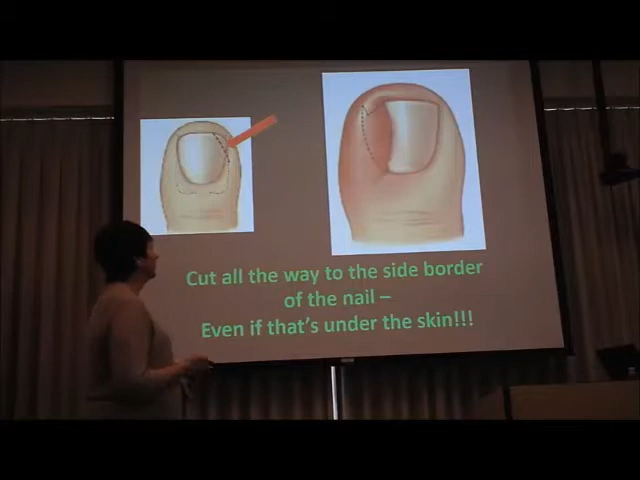 Cut all the way to the side border
of the nail –
Even if that's under the skin!!!